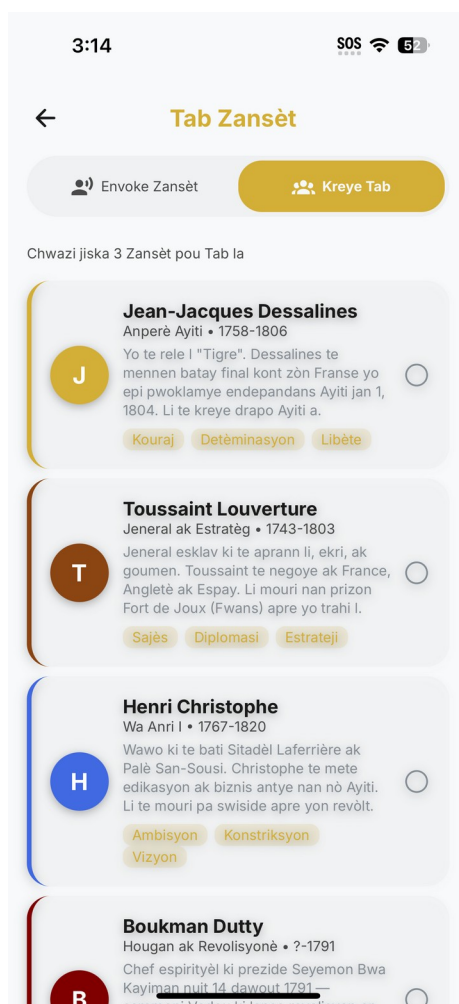 3:14
SOS
52
Tab Zansèt
Envoke Zansèt
Kreye Tab
Chwazi jiska 3 Zansèt pou Tab la
Jean-Jacques Dessalines
Anperè Ayiti • 1758-1806
J
Yo te rele l "Tigre". Dessalines te
mennen batay final kont zòn Franse yo
epi pwoklamye endepandans Ayiti jan 1,
1804. Li te kreye drapo Ayiti a.
Kouraj Detèminasyon Libète
Toussaint Louverture
Jeneral ak Estratèg • 1743-1803
T
Jeneral esklav ki te aprann li, ekri, ak
goumen. Toussaint te negoye ak France,
Angletè ak Espay. Li mouri nan prizon
Fort de Joux (Fwans) apre yo trahi l.
Sajès Diplomasi Estrateji
Henri Christophe
Wa Anri I • 1767-1820
H
Wawo ki te bati Sitadèl Laferrière ak
Palè San-Sousi. Christophe te mete
edikasyon ak biznis antye nan nò Ayiti.
Li te mouri pa swiside apre yon revòlt.
Ambisyon Konstriksyon
Vizyon
Boukman Dutty
Hougan ak Revolisyonè • ?-1791
B
Chef espirityèl ki prezide Seyemon Bwa
Kayiman nuit 14 dawout 1791 —